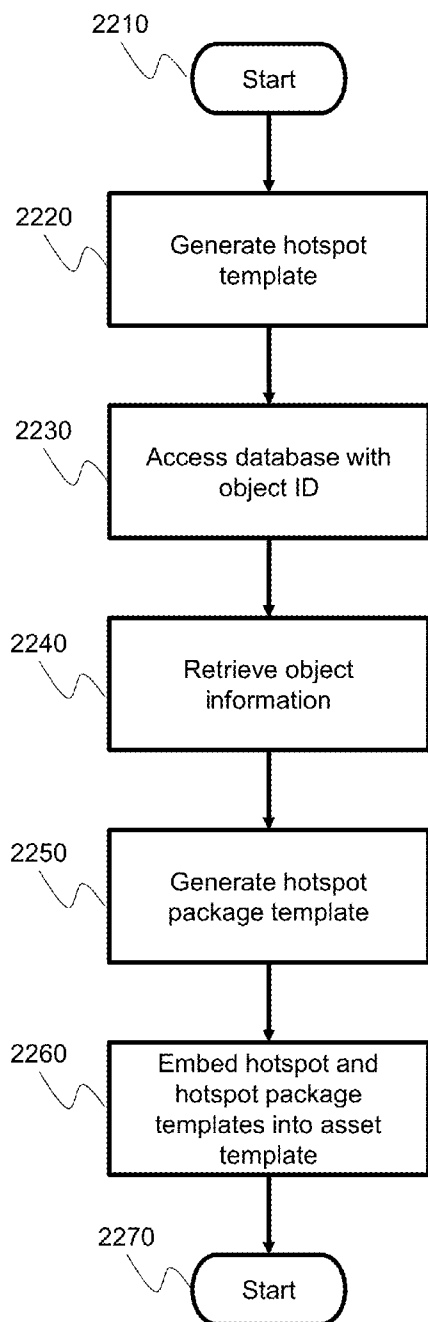 2210
Start
2220
Generate hotspot
template
2230
Access database with
object ID
2240
Retrieve object
information
2250
Generate hotspot
package template
2260
Embed hotspot and
hotspot package
templates into asset
template
2270
Start